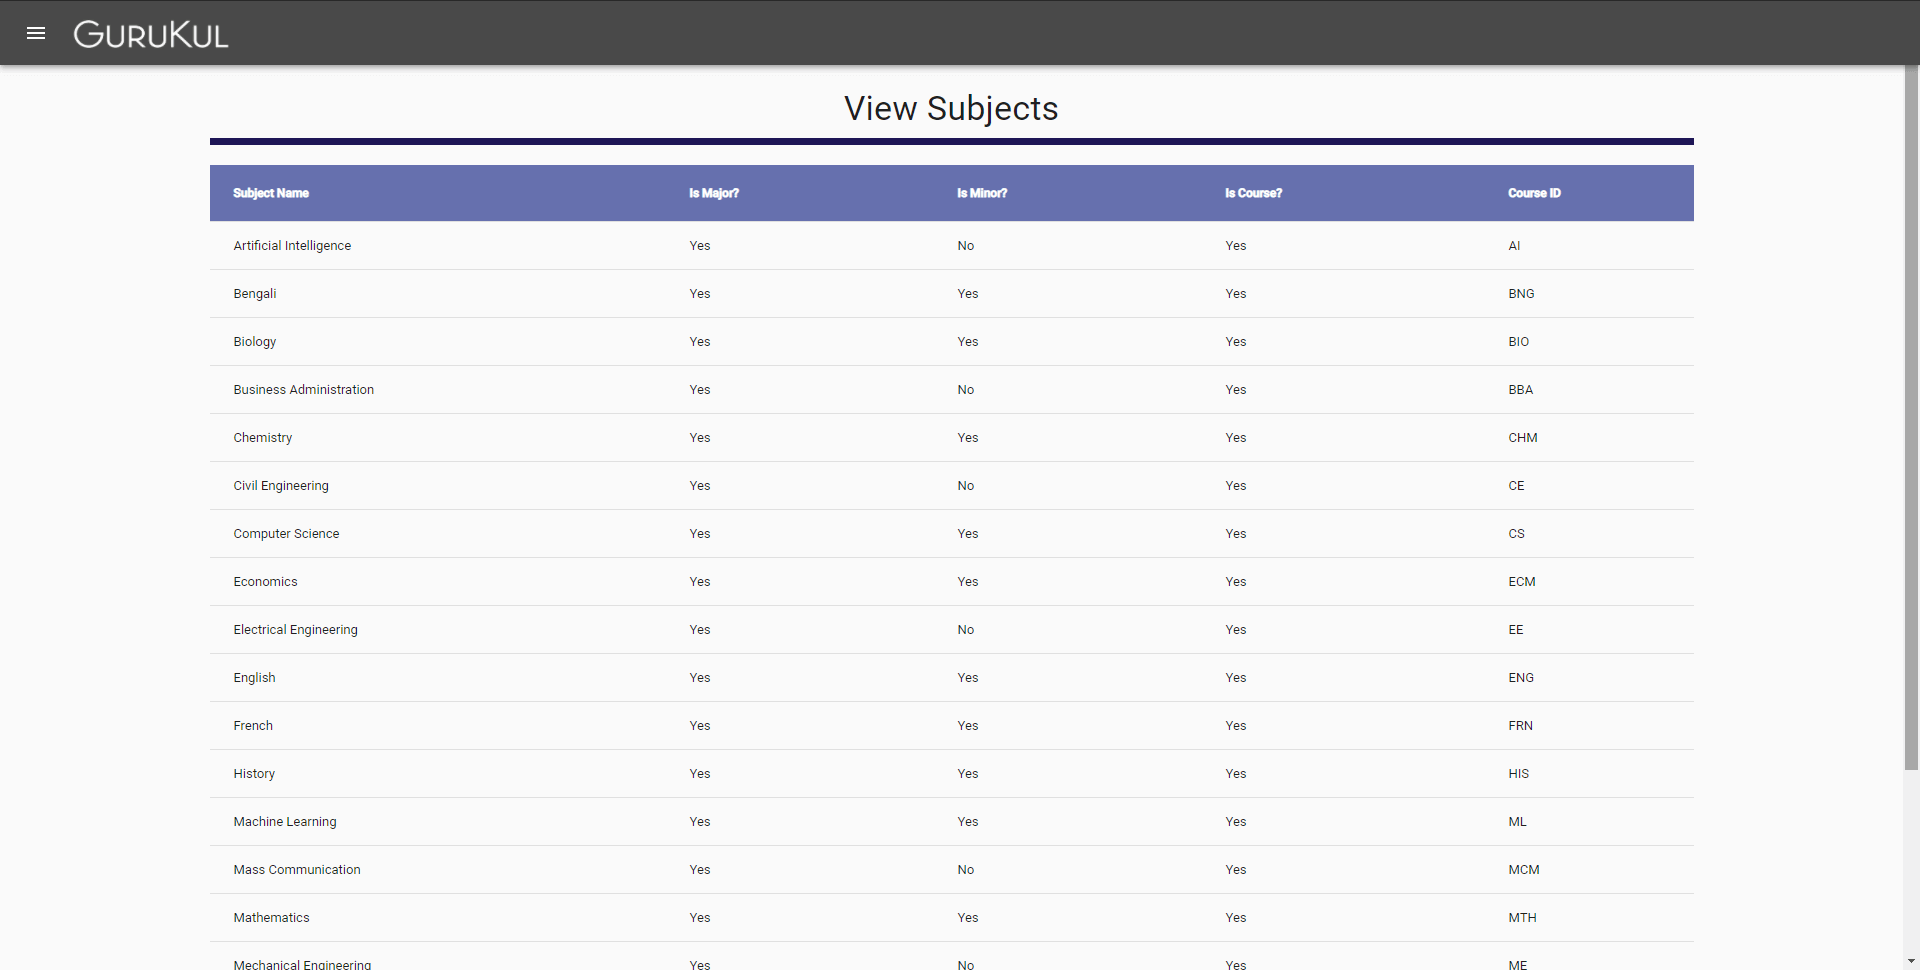 GURUKUL
View Subjects
Subject Name Is Major? Is Minor? Is Course? Course ID
Artificial Intelligence Yes No Yes AI
Bengali Yes Yes Yes BNG
Biology Yes Yes Yes BIO
Business Administration Yes No Yes BBA
Chemistry Yes Yes Yes CHM
Civil Engineering Yes No Yes CE
Computer Science Yes Yes Yes CS
Economics Yes Yes Yes ECM
Electrical Engineering Yes No Yes EE
English Yes Yes Yes ENG
French Yes Yes Yes FRN
History Yes Yes Yes HIS
Machine Learning Yes Yes Yes ML
Mass Communication Yes No Yes MCM
Mathematics Yes Yes Yes MTH
Mechanical Engineering Yes No Yes ME